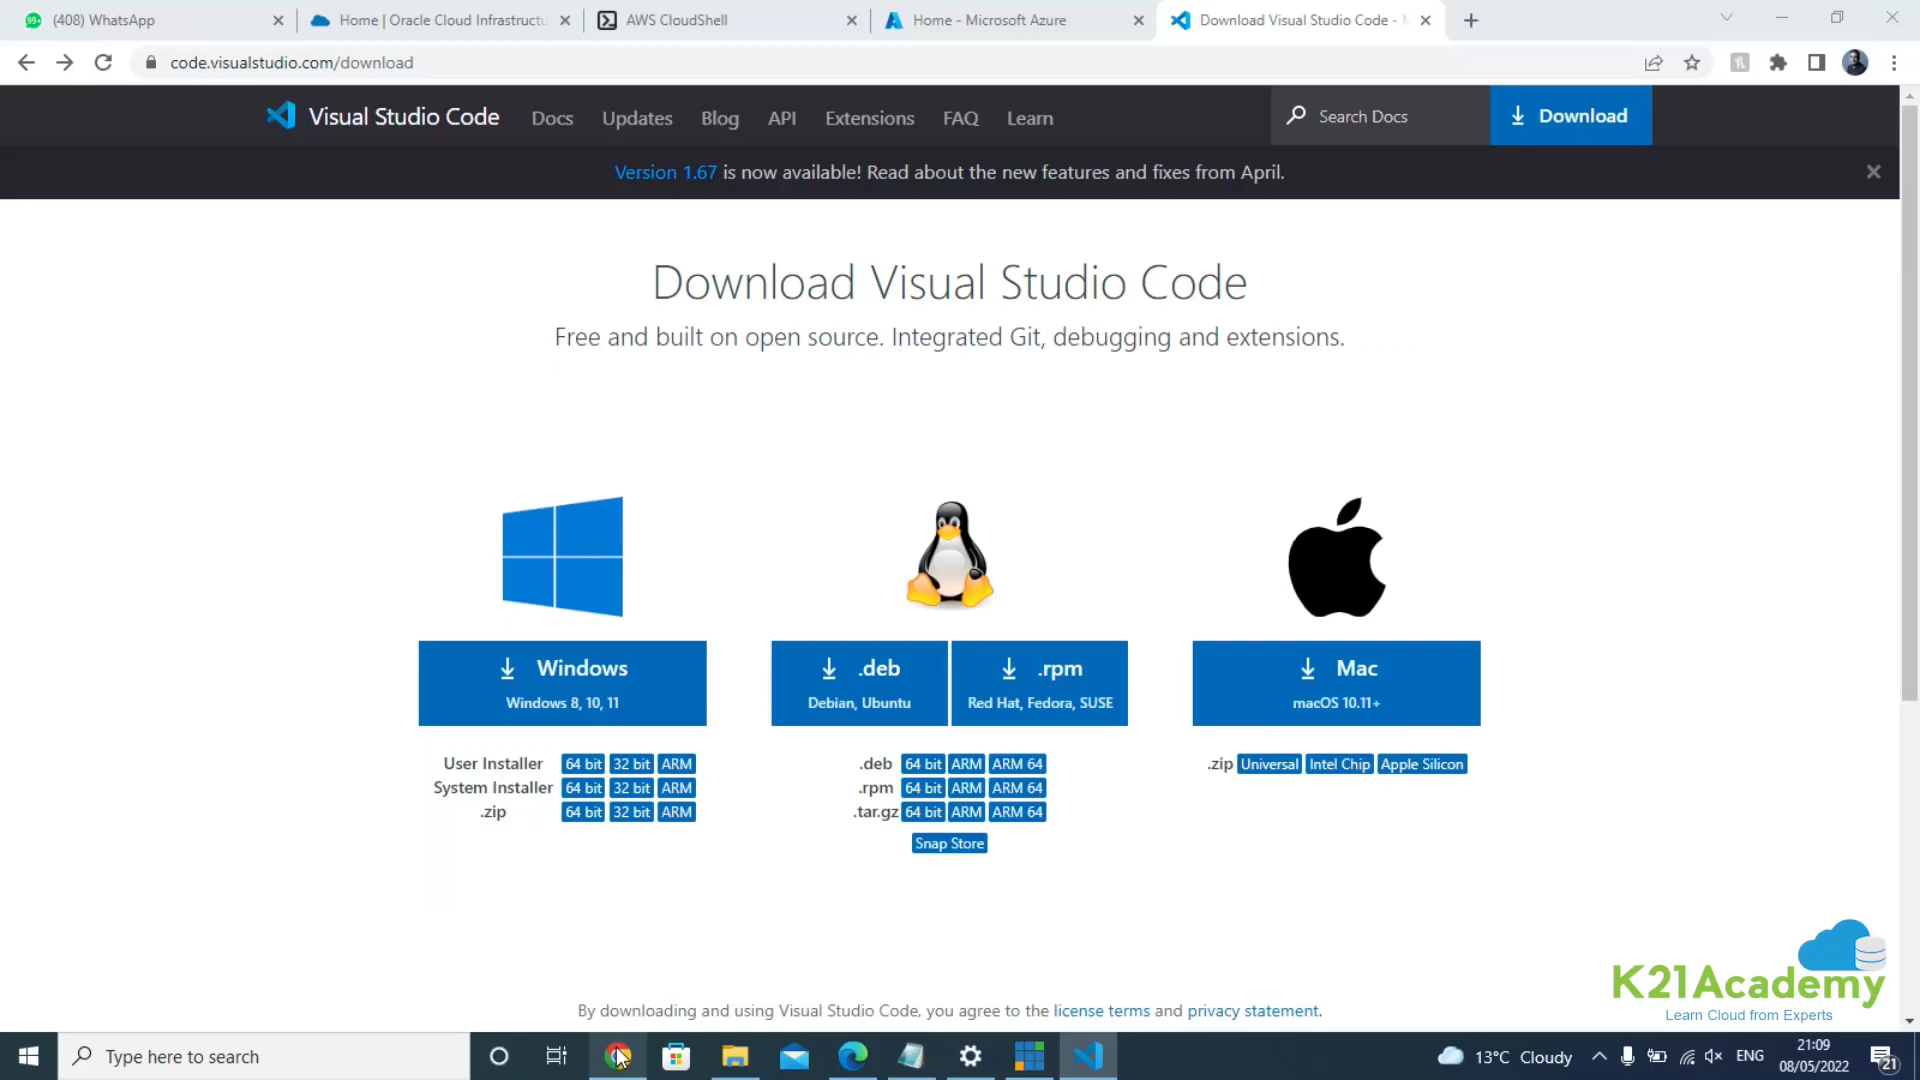 99+
(408) WhatsApp
Home | Oracle Cloud Infrastructu
AWS CloudShell
Home - Microsoft Azure
Download Visual Studio Code -
code.visualstudio.com/download
Visual Studio Code
Docs
Updates
Blog
API
Extensions
FAQ
Learn
Search Docs
Download
Version 1.67 is now available! Read about the new features and fixes from April.
Download Visual Studio Code
Free and built on open source. Integrated Git, debugging and extensions.
Windows
Windows 8, 10, 11
.deb
Debian, Ubuntu
.rpm
Red Hat, Fedora, SUSE
Mac
macOS 10.11+
User Installer 64 bit 32 bit ARM
System Installer 64 bit 32 bit ARM
.zip 64 bit 32 bit ARM
.deb 64 bit ARM ARM 64
.rpm 64 bit ARM ARM 64
.tar.gz 64 bit ARM ARM 64
Snap Store
.zip Universal Intel Chip Apple Silicon
K21Academy
Learn Cloud from Experts
By downloading and using Visual Studio Code, you agree to the license terms and privacy statement.
Type here to search
13°C Cloudy
ENG
21:09
08/05/2022
21